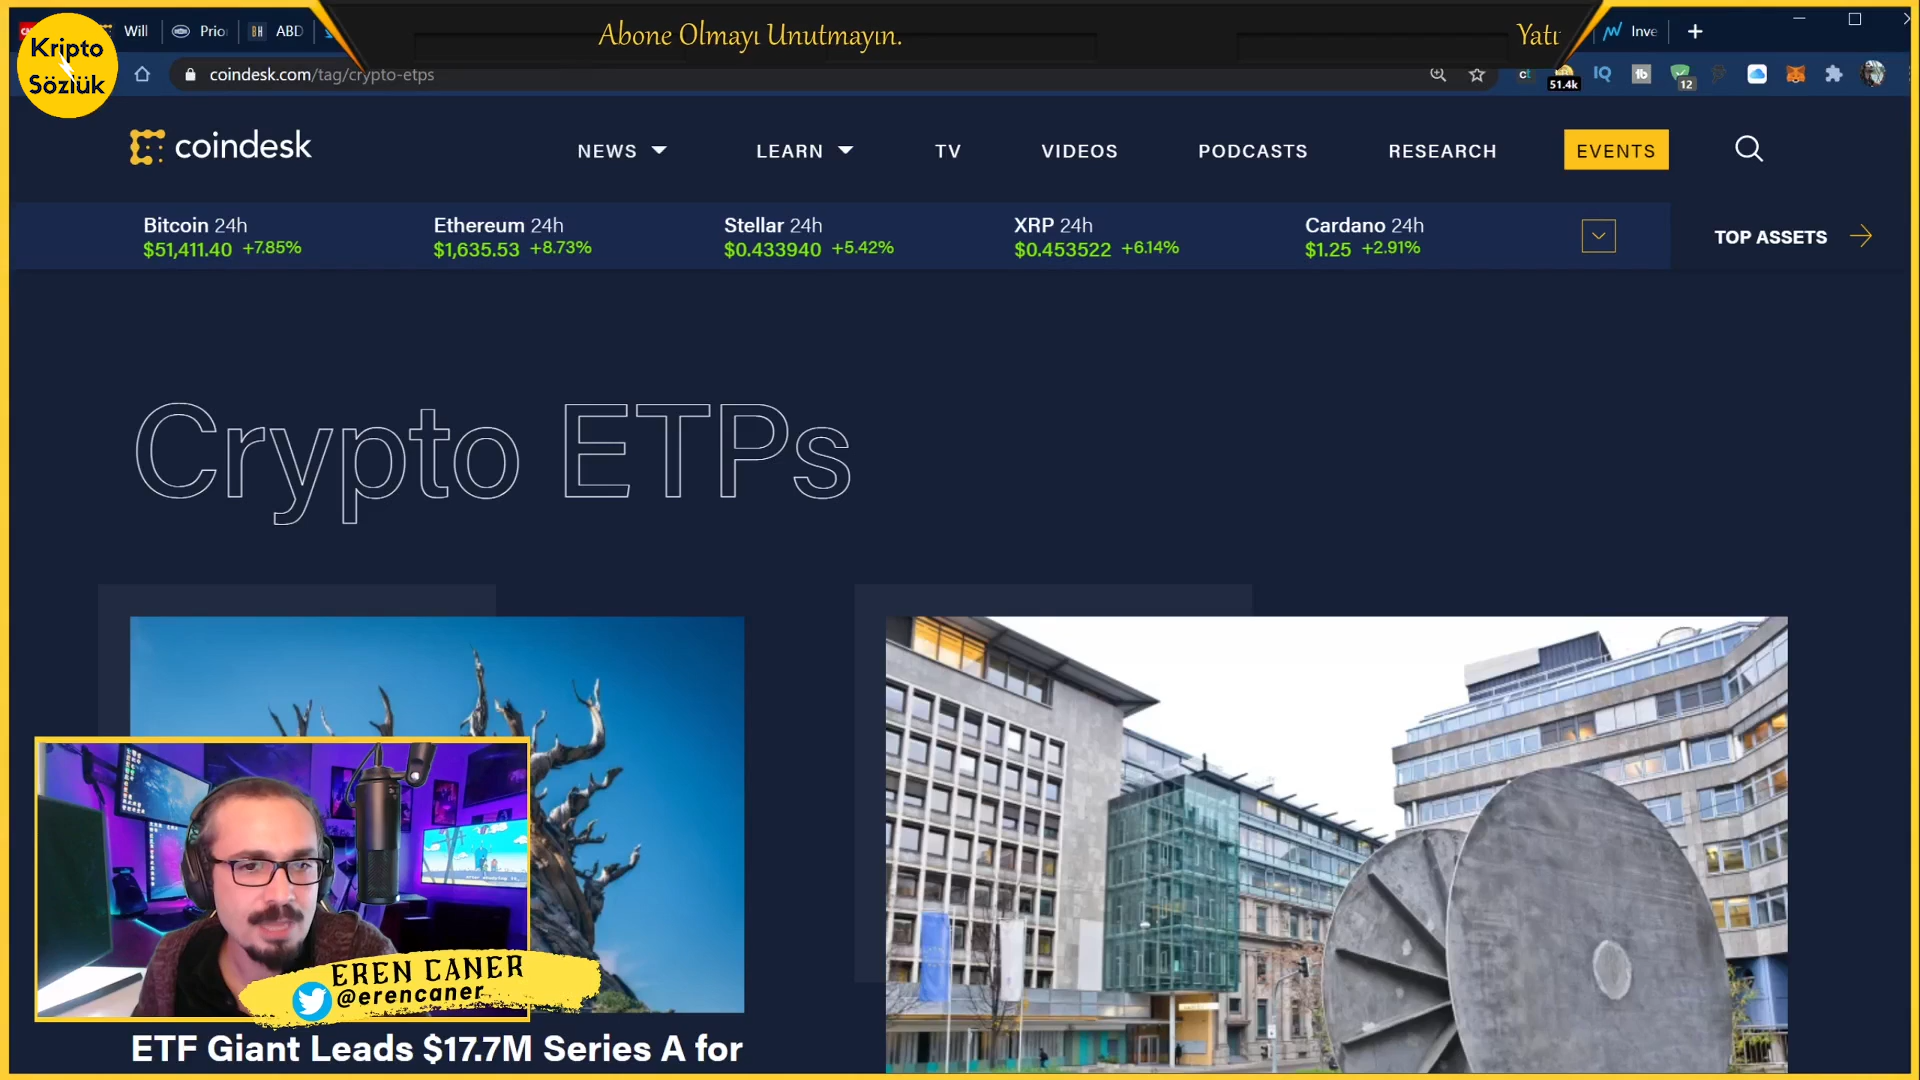 Abone Olmayı Unutmayın.
Yatı
Kripto
Sözlük
Will
Prio
BH ABD
Inve
coindesk.com/tag/crypto-etps
51.4k
IQ
12
coindesk
NEWS
LEARN
TV
VIDEOS
PODCASTS
RESEARCH
EVENTS
Bitcoin 24h
$51,411.40 +7.85%
Ethereum 24h
$1,635.53 +8.73%
Stellar 24h
$0.433940 +5.42%
XRP 24h
$0.453522 +6.14%
Cardano 24h
$1.25 +2.91%
TOP ASSETS
Crypto ETPs
EREN CANER
@erencaner
ETF Giant Leads $17.7M Series A for